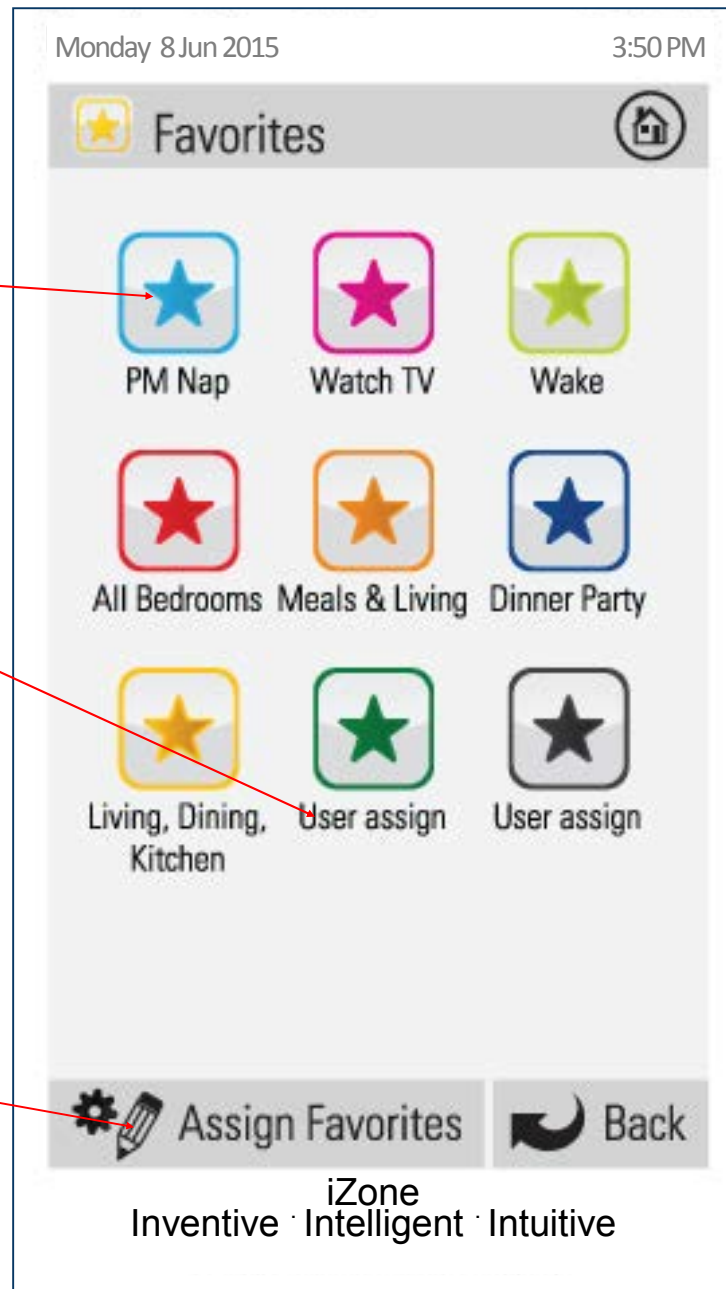 Monday 8 Jun 2015 3:50 PM
Favorites
PM Nap Watch TV Wake
All Bedrooms Meals & Living Dinner Party
Living, Dining, User assign User assign
Kitchen
Assign Favorites Back
iZone
Inventive · Intelligent · Intuitive